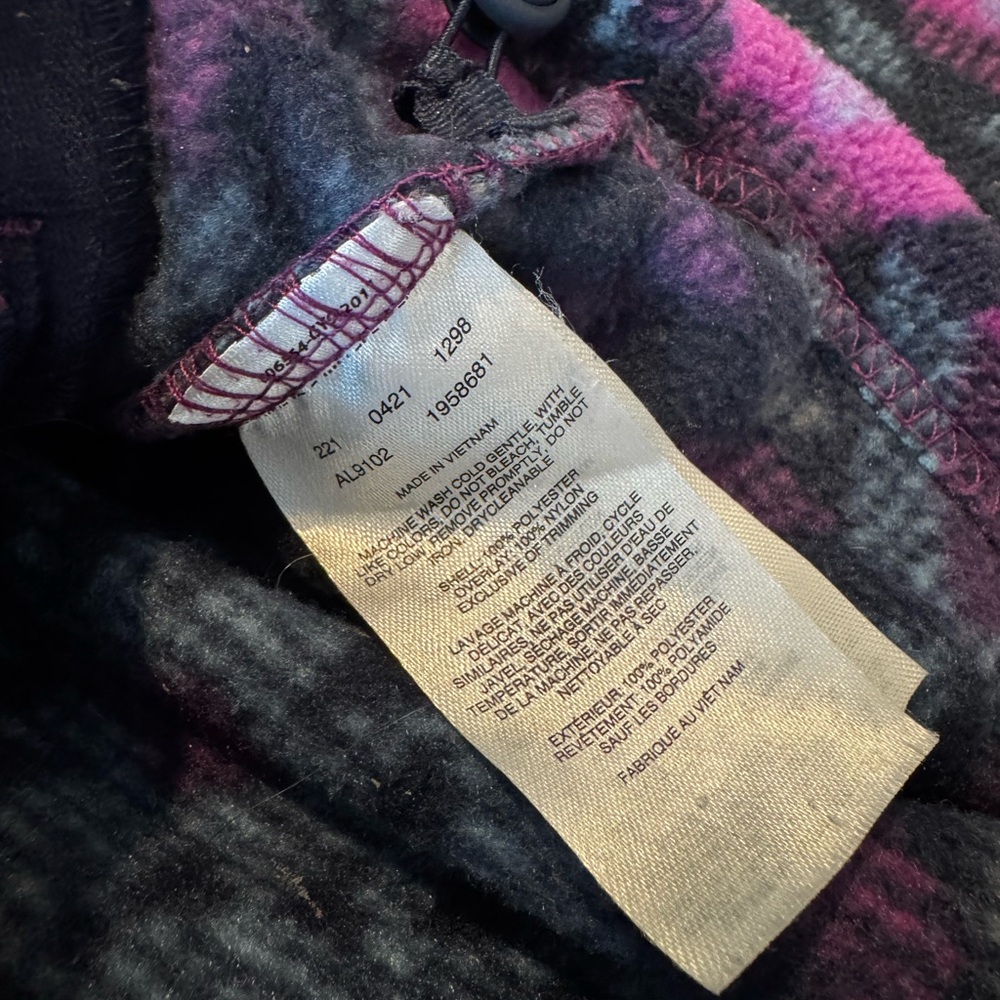 221 0421 1298
AL9102 1958681
MADE IN VIETNAM
MACHINE WASH COLD GENTLE, WITH
LIKE COLORS, DO NOT BLEACH, TUMBLE
DRY LOW, REMOVE PROMPTLY, DO NOT
IRON, DRYCLEANABLE
SHELL: 100% POLYESTER
OVERLAY: 100% NYLON
EXCLUSIVE OF TRIMMING
LAVAGE MACHINE À FROID, CYCLE
DÉLICAT, AVEC DES COULEURS
SIMILAIRES, NE PAS UTILISER D'EAU DE
JAVEL, SÉCHAGE MACHINE, BASSE
TEMPÉRATURE, SORTIR IMMÉDIATEMENT
DE LA MACHINE, NE PAS REPASSER.
NETTOYABLE À SEC
EXTÉRIEUR: 100% POLYESTER
REVÊTEMENT: 100% POLYAMIDE
SAUF LES BORDURES
FABRIQUÉ AU VIET NAM